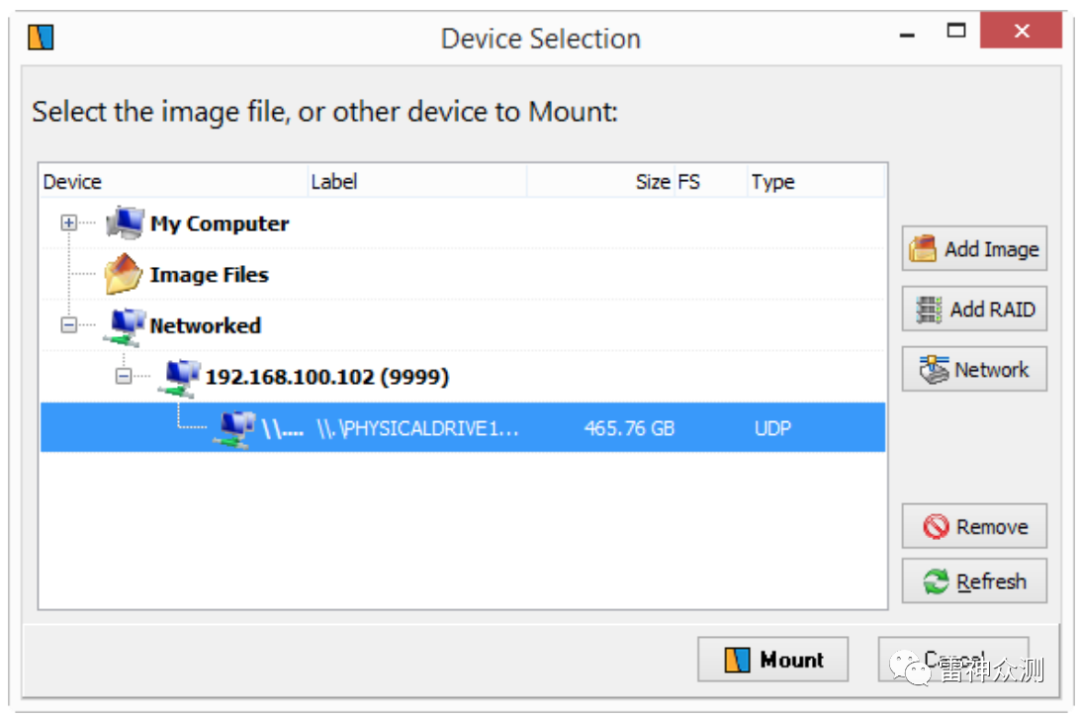 Device Selection
Select the image file, or other device to Mount:
Device Label Size FS Type
My Computer
Image Files
Networked
192.168.100.102 (9999)
\\.... \\.\PHYSICALDRIVE1... 465.76 GB UDP
Add Image
Add RAID
Network
Remove
Refresh
Mount
Cancel
雷神众测